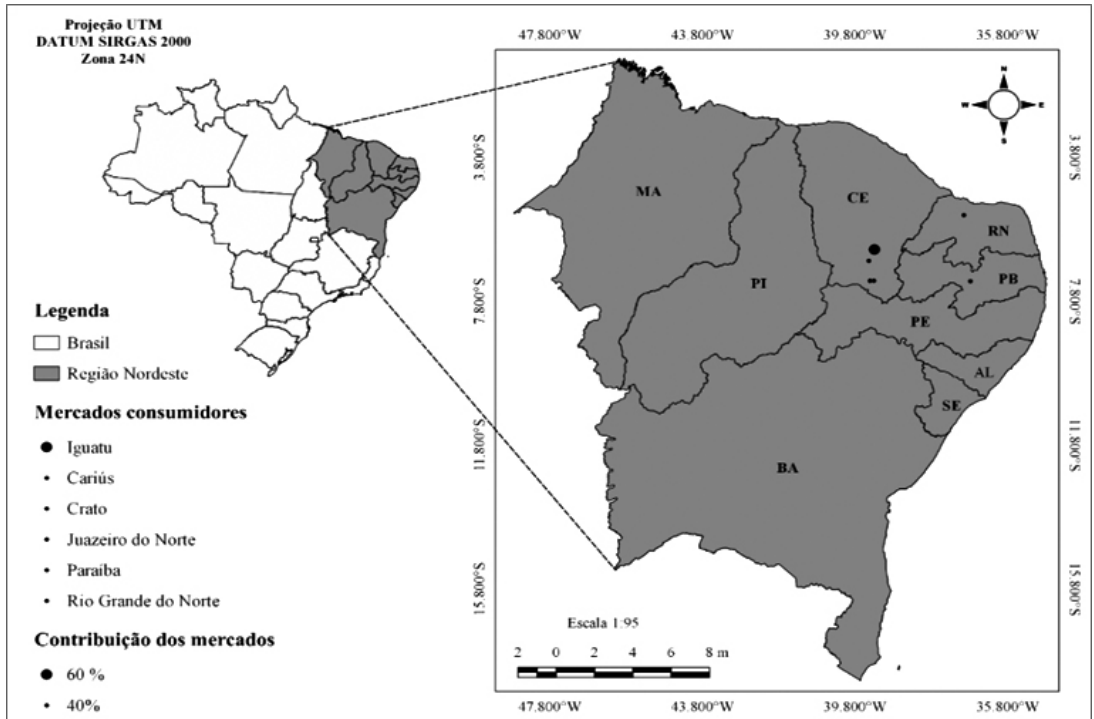 Projeção UTM
DATUM SIRGAS 2000
Zona 24N
47.800°W 43.800°W 39.800°W 35.800°W
N
W E
S
3.800°S
7.800°S
11.800°S
15.800°S
3.800°S
7.800°S
11.800°S
15.800°S
MA
CE
RN
PI
PB
PE
AL
SE
BA
Legenda
Brasil
Região Nordeste
Mercados consumidores
Iguatu
Cariús
Crato
Juazeiro do Norte
Paraíba
Rio Grande do Norte
Contribuição dos mercados
60 %
40%
Escala 1:95
2 0 2 4 6 8 m
47.800°W 43.800°W 39.800°W 35.800°W